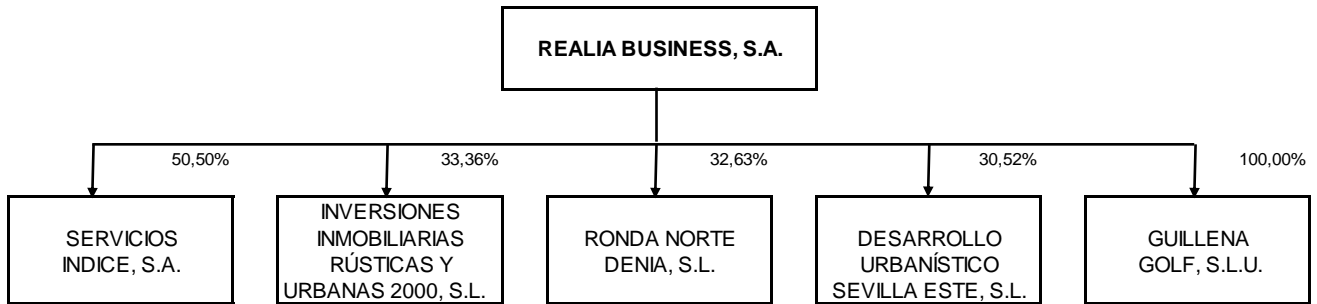 REALIA BUSINESS, S.A.
50,50%
33,36%
32,63%
30,52%
100,00%
SERVICIOS
INDICE, S.A.
INVERSIONES
INMOBILIARIAS
RÚSTICAS Y
URBANAS 2000, S.L.
RONDA NORTE
DENIA, S.L.
DESARROLLO
URBANÍSTICO
SEVILLA ESTE, S.L.
GUILLENA
GOLF, S.L.U.